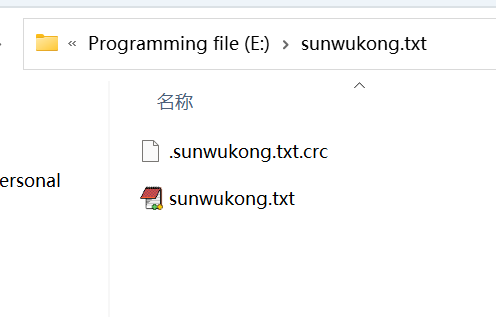 « Programming file (E:) › sunwukong.txt
名称
.sunwukong.txt.crc
ersonal
sunwukong.txt